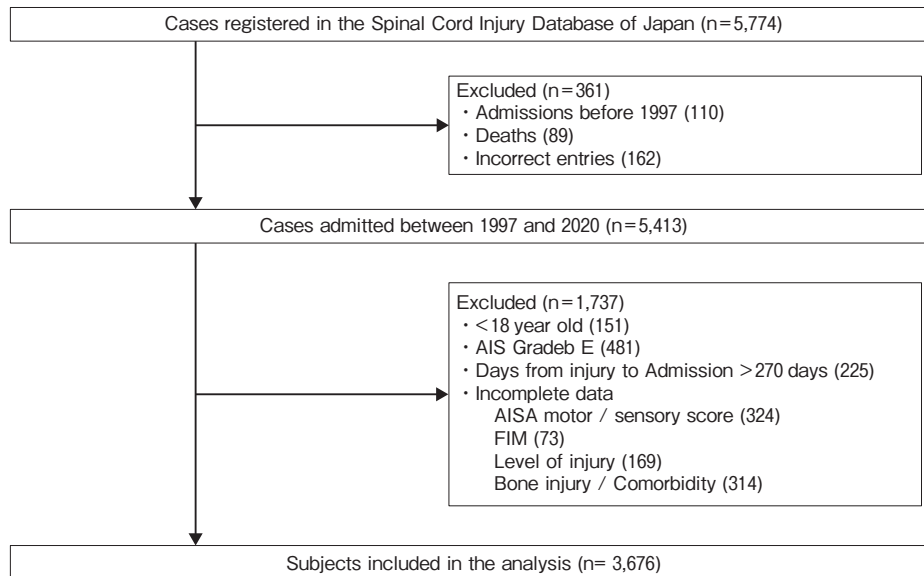 Cases registered in the Spinal Cord Injury Database of Japan (n=5,774)
Excluded (n=361)
・Admissions before 1997 (110)
・Deaths (89)
・Incorrect entries (162)
Cases admitted between 1997 and 2020 (n=5,413)
Excluded (n=1,737)
・<18 year old (151)
・AIS Gradeb E (481)
・Days from injury to Admission >270 days (225)
・Incomplete data
AISA motor / sensory score (324)
FIM (73)
Level of injury (169)
Bone injury / Comorbidity (314)
Subjects included in the analysis (n= 3,676)